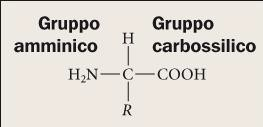 Gruppo
amminico
Gruppo
carbossilico
H
H₂N—C—COOH
R